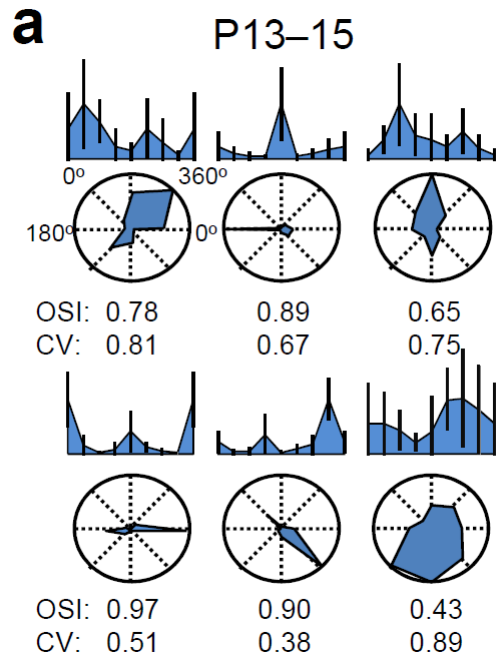 a
P13–15
0º 360º
180º 0º
OSI: 0.78 0.89 0.65
CV: 0.81 0.67 0.75
OSI: 0.97 0.90 0.43
CV: 0.51 0.38 0.89